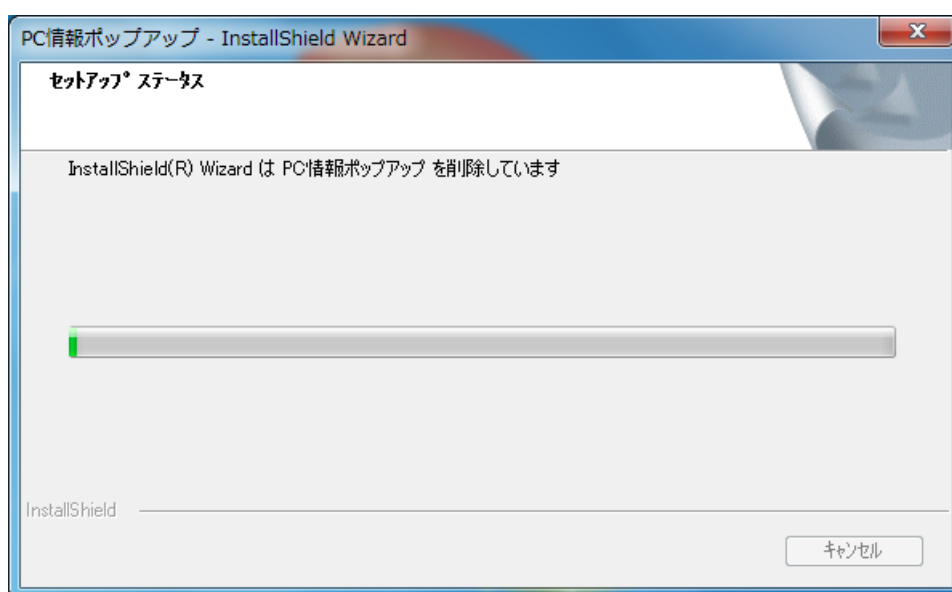 PC情報ポップアップ - InstallShield Wizard
ｾｯﾄｱｯﾌﾟ ｽﾃｰﾀｽ
InstallShield(R) Wizard は PC情報ポップアップ を削除しています
InstallShield
キャンセル